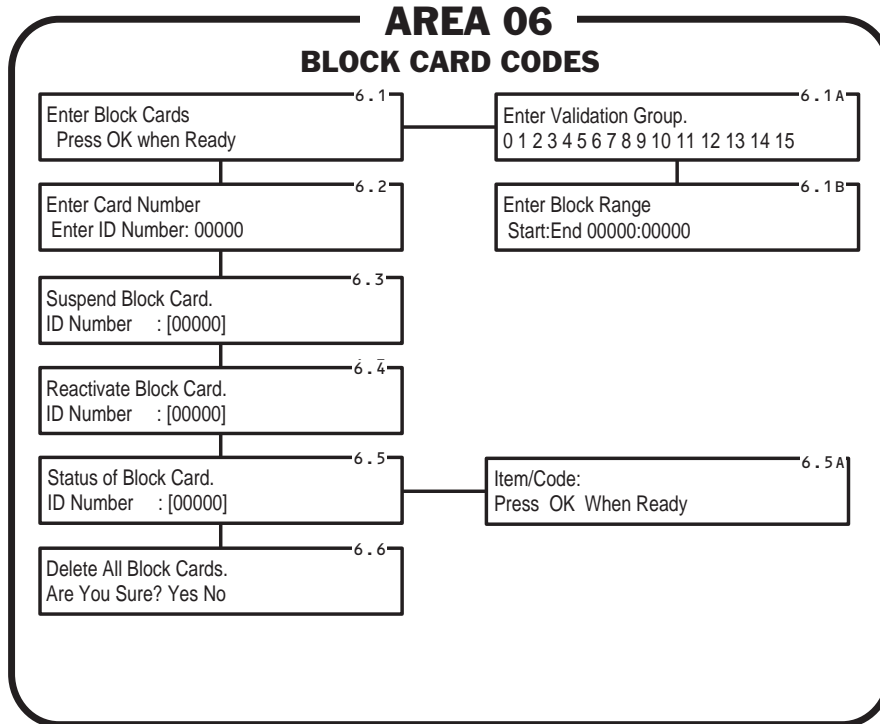 AREA 06
BLOCK CARD CODES
6.1
Enter Block Cards
Press OK when Ready
6.1A
Enter Validation Group.
0 1 2 3 4 5 6 7 8 9 10 11 12 13 14 15
6.2
Enter Card Number
Enter ID Number: 00000
6.1B
Enter Block Range
Start:End 00000:00000
6.3
Suspend Block Card.
ID Number : [00000]
6.4
Reactivate Block Card.
ID Number : [00000]
6.5
Status of Block Card.
ID Number : [00000]
6.5A
Item/Code:
Press OK When Ready
6.6
Delete All Block Cards.
Are You Sure? Yes No